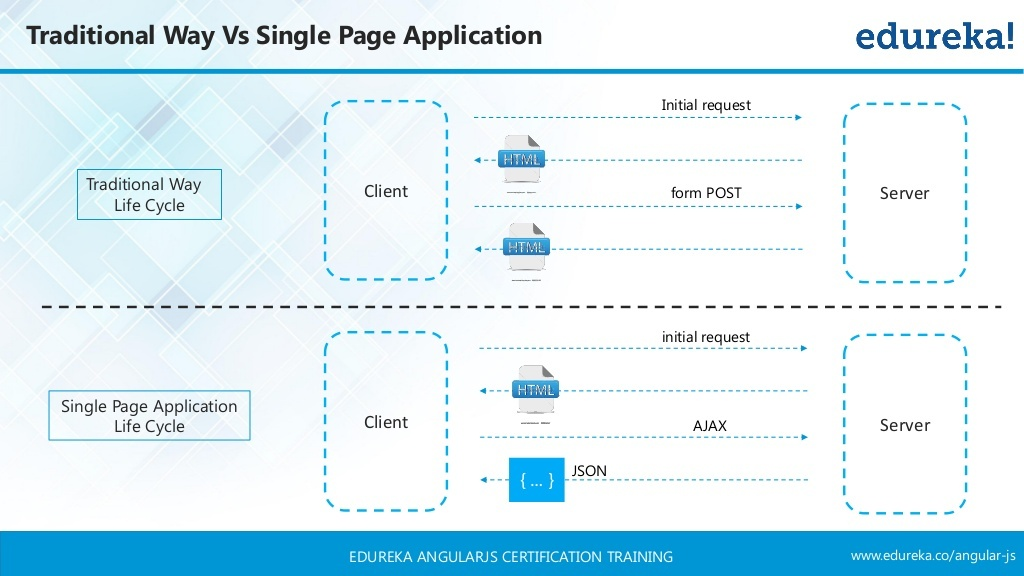 Traditional Way Vs Single Page Application
edureka!
Initial request
HTML
Traditional Way
Life Cycle
Client
form POST
Server
HTML
initial request
HTML
Single Page Application
Life Cycle
Client
AJAX
Server
JSON
{ ... }
EDUREKA ANGULARJS CERTIFICATION TRAINING
www.edureka.co/angular-js